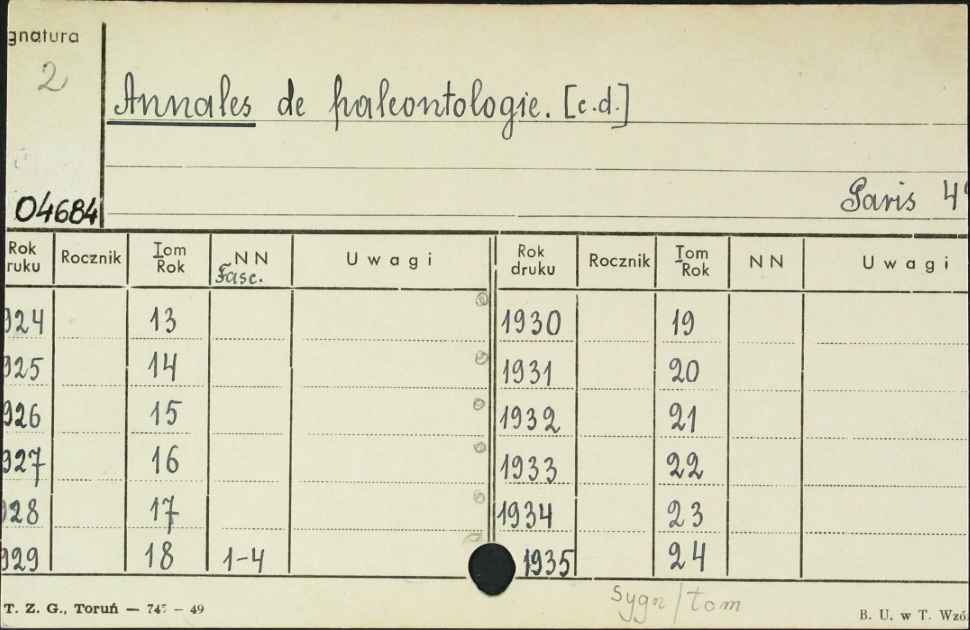 gnatura
2
Annales de paleontologie. [c.d.]
Paris 4
04684
Rok ruku Rocznik Tom Rok NN Fasc. Uwagi Rok druku Rocznik Tom Rok NN Uwagi
924 13 1930 19
925 14 1931 20
926 15 1932 21
927 16 1933 22
928 17 1934 23
929 18 1-4 1935 24
Sygn/tom
T. Z. G., Toruń — 74 – 49 B. U. w T. Wzó